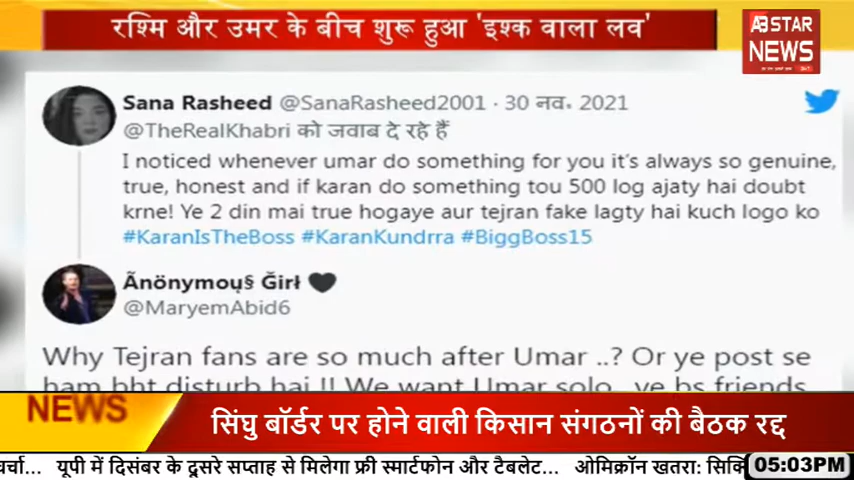 रश्मि और उमर के बीच शुरू हुआ 'इश्क वाला लव'
AB STAR
NEWS
Sana Rasheed @SanaRasheed2001 · 30 नव॰ 2021
@TheRealKhabri को जवाब दे रहे हैं
I noticed whenever umar do something for you it's always so genuine,
true, honest and if karan do something tou 500 log ajaty hai doubt
krne! Ye 2 din mai true hogaye aur tejran fake lagty hai kuch logo ko
#KaranIsTheBoss #KaranKundrra #BiggBoss15
Ãnönymoų§ Ğirł 🖤
@MaryemAbid6
Why Tejran fans are so much after Umar ..? Or ye post se
ham bht disturb hai !! We want Umar solo.. ye bs friends
NEWS
सिंघु बॉर्डर पर होने वाली किसान संगठनों की बैठक रद्द
वर्चा... यूपी में दिसंबर के दूसरे सप्ताह से मिलेगा फ्री स्मार्टफोन और टैबलेट... ओमिक्रॉन खतरा:
05:03PM